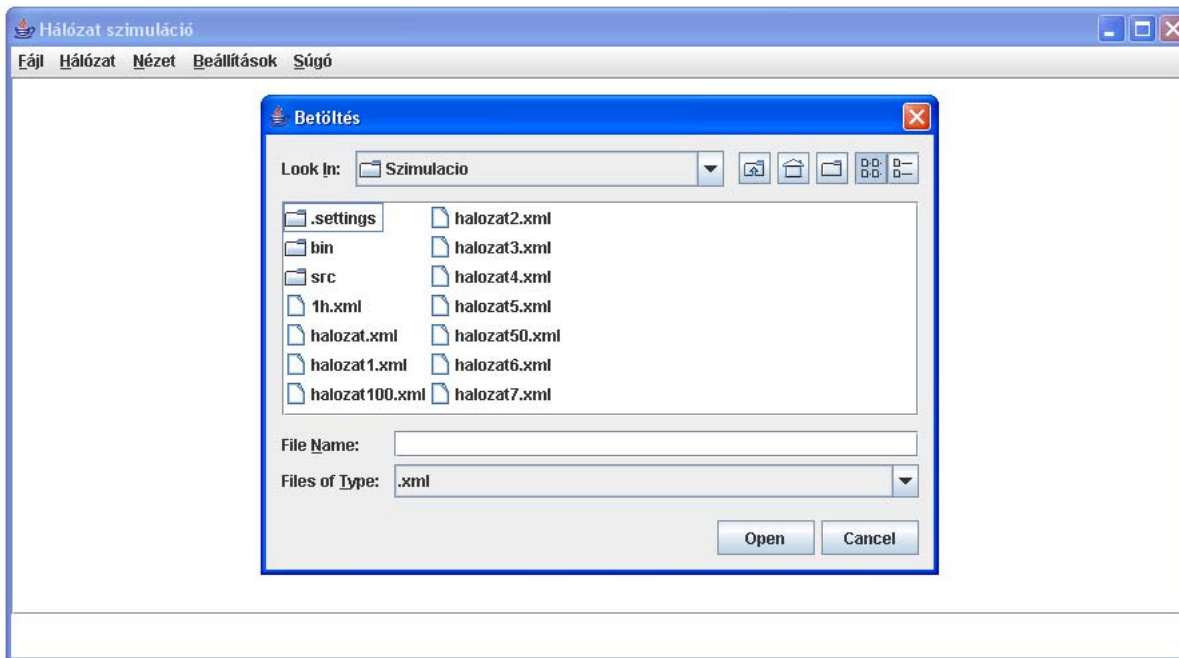 Hálózat szimuláció
Fájl Hálózat Nézet Beállítások Súgó
Betöltés
Look In: Szimulacio
.settings halozat2.xml
bin halozat3.xml
src halozat4.xml
1h.xml halozat5.xml
halozat.xml halozat50.xml
halozat1.xml halozat6.xml
halozat100.xml halozat7.xml
File Name:
Files of Type: .xml
Open Cancel